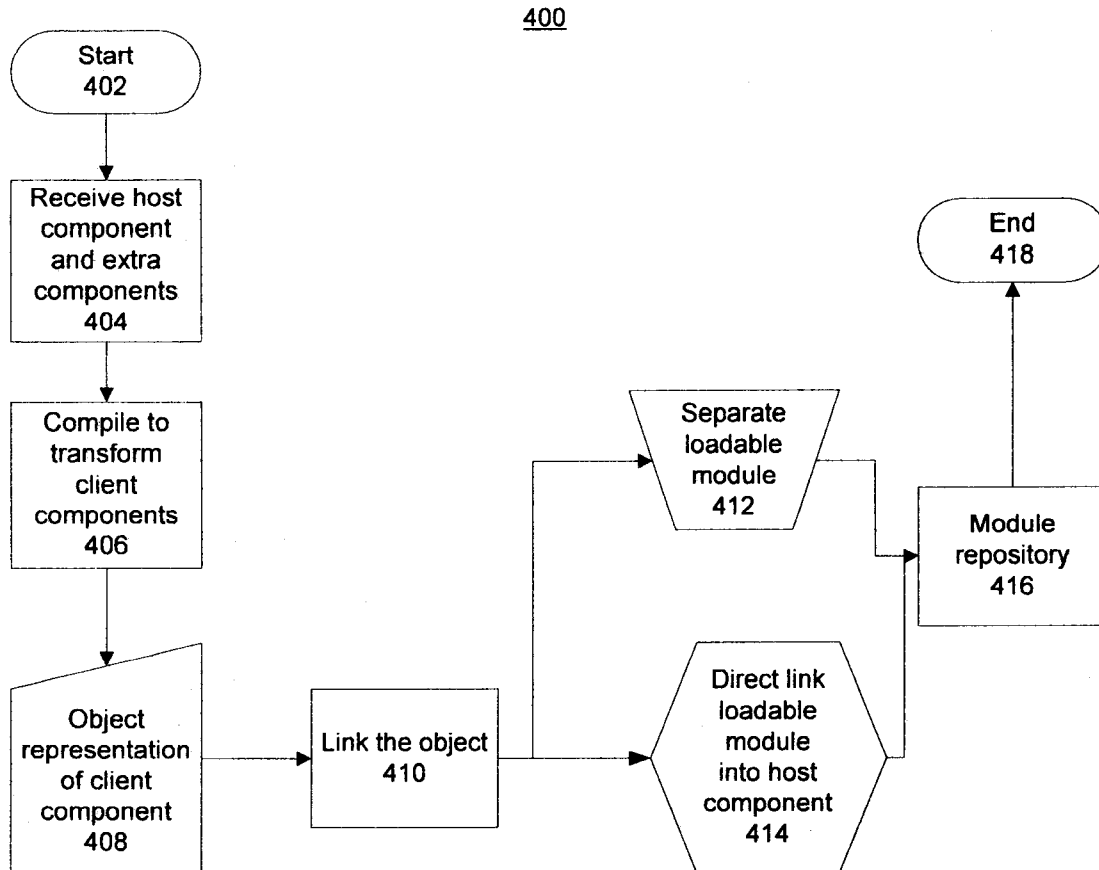 400
Start
402
Receive host
component
and extra
components
404
Compile to
transform
client
components
406
Object
representation
of client
component
408
Link the object
410
Separate
loadable
module
412
Direct link
loadable
module
into host
component
414
Module
repository
416
End
418